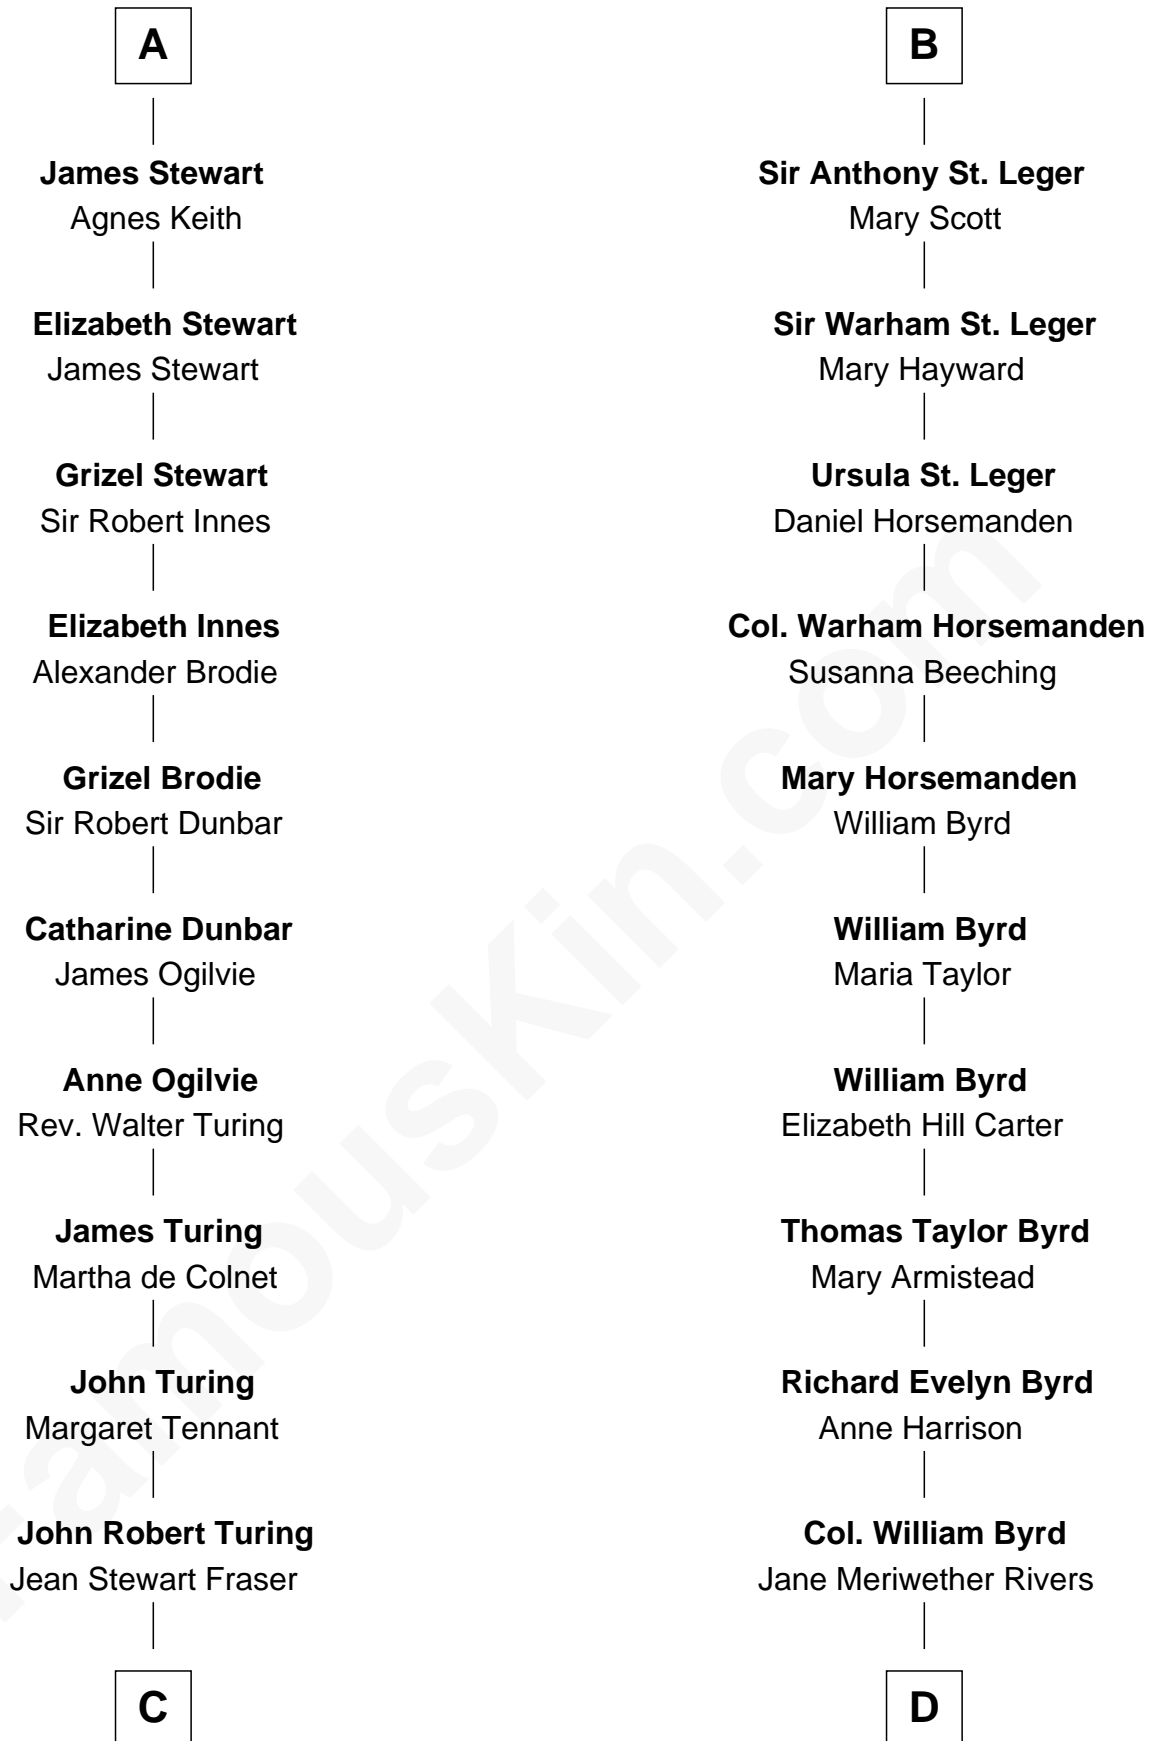 A
James Stewart
Agnes Keith
Elizabeth Stewart
James Stewart
Grizel Stewart
Sir Robert Innes
Elizabeth Innes
Alexander Brodie
Grizel Brodie
Sir Robert Dunbar
Catharine Dunbar
James Ogilvie
Anne Ogilvie
Rev. Walter Turing
James Turing
Martha de Colnet
John Turing
Margaret Tennant
John Robert Turing
Jean Stewart Fraser
C
B
Sir Anthony St. Leger
Mary Scott
Sir Warham St. Leger
Mary Hayward
Ursula St. Leger
Daniel Horsemanden
Col. Warham Horsemanden
Susanna Beeching
Mary Horsemanden
William Byrd
William Byrd
Maria Taylor
William Byrd
Elizabeth Hill Carter
Thomas Taylor Byrd
Mary Armistead
Richard Evelyn Byrd
Anne Harrison
Col. William Byrd
Jane Meriwether Rivers
D
FamousKin.com